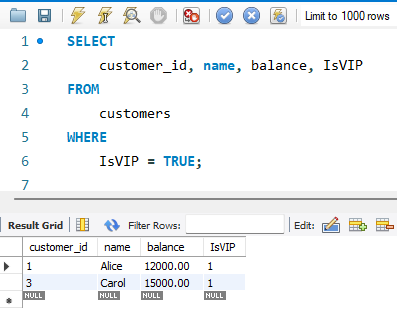 Limit to 1000 rows
1 SELECT
2 customer_id, name, balance, IsVIP
3 FROM
4 customers
5 WHERE
6 IsVIP = TRUE;
7
Result Grid Filter Rows: Edit:
customer_id name balance IsVIP
1 Alice 12000.00 1
3 Carol 15000.00 1
NULL NULL NULL NULL